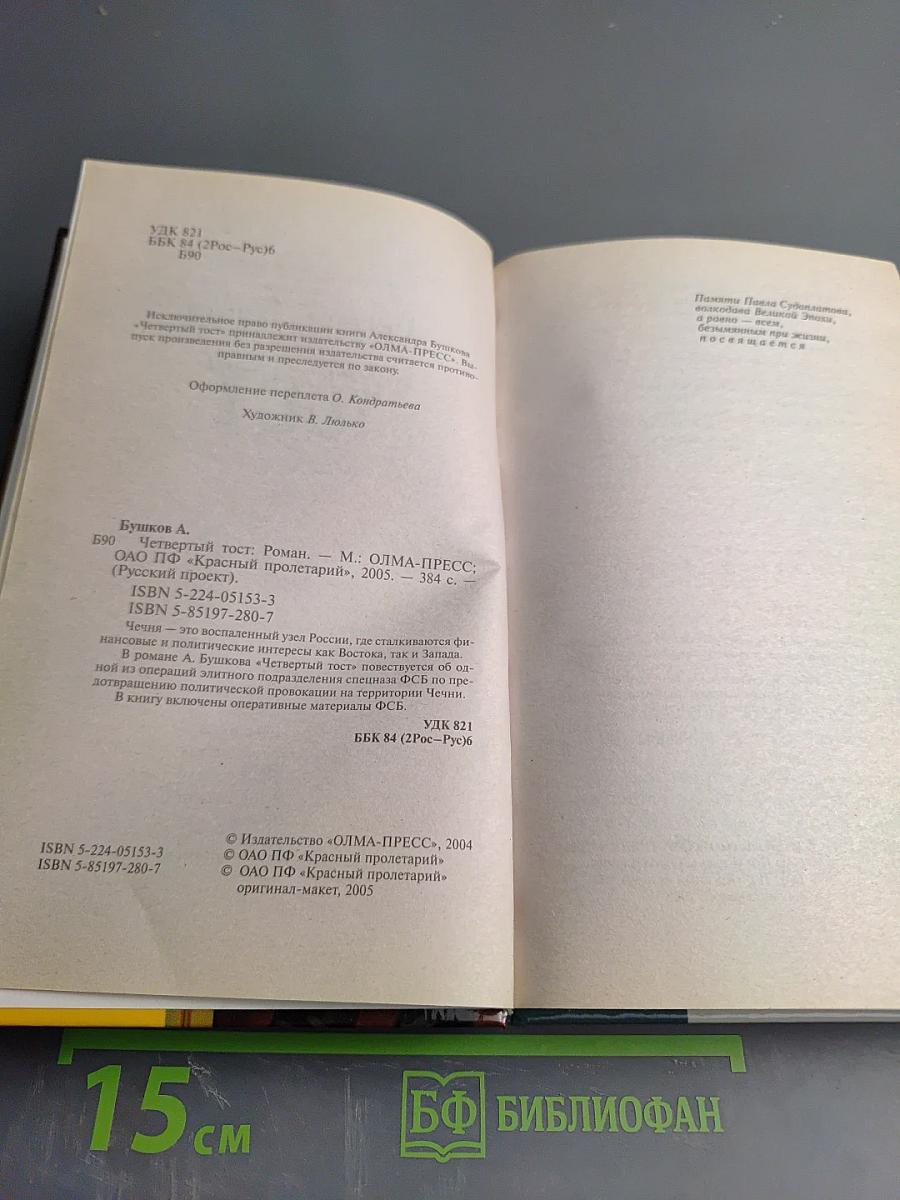 УДК 821
ББК 84 (2Рос—Рус)6
Б90
Исключительное право публикации книги Александра Бушкова
«Четвертый тост» принадлежит издательству «ОЛМА-ПРЕСС». Вы-
пуск произведения без разрешения издательства считается противо-
правным и преследуется по закону.
Оформление переплета О. Кондратьева
Художник В. Люлько
Бушков А.
Б90 Четвертый тост: Роман. — М.: ОЛМА-ПРЕСС;
ОАО ПФ «Красный пролетарий», 2005. — 384 с. —
(Русский проект).
ISBN 5-224-05153-3
ISBN 5-85197-280-7
Чечня — это воспаленный узел России, где сталкиваются фи-
нансовые и политические интересы как Востока, так и Запада.
В романе А. Бушкова «Четвертый тост» повествуется об од-
ной из операций элитного подразделения спецназа ФСБ по пре-
дотвращению политической провокации на территории Чечни.
В книгу включены оперативные материалы ФСБ.
УДК 821
ББК 84 (2Рос—Рус)6
ISBN 5-224-05153-3
ISBN 5-85197-280-7
© Издательство «ОЛМА-ПРЕСС», 2004
© ОАО ПФ «Красный пролетарий»
© ОАО ПФ «Красный пролетарий»
оригинал-макет, 2005
Памяти Павла Судоплатова,
волкодава Великой Эпохи,
а равно — всем,
безымянным при жизни,
посвящается
15 см
БФ БИБЛИОФАН